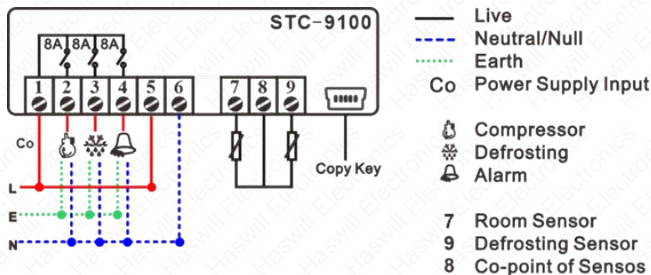 STC-9100
8A 8A 8A
1 2 3 4 5 6 7 8 9
Co
Copy Key
L
E
N
Live
Neutral/Null
Earth
Co Power Supply Input
Compressor
Defrosting
Alarm
7 Room Sensor
9 Defrosting Sensor
8 Co-point of Sensos
Haswill Electronics